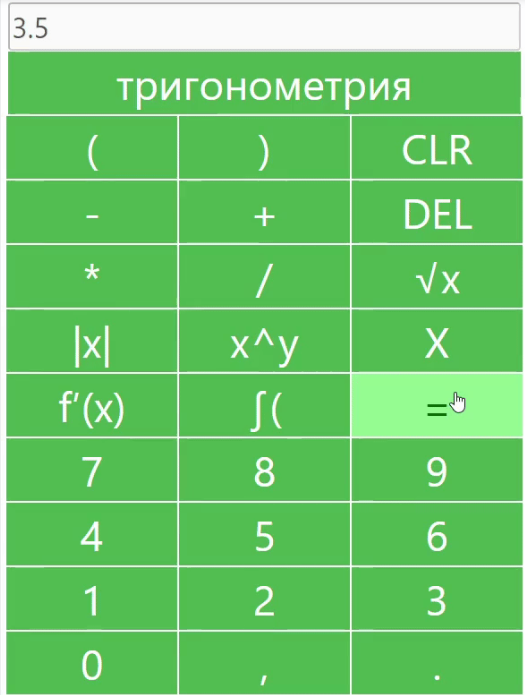 3.5
тригонометрия
( ) CLR
- + DEL
* / √x
|x| x^y X
f’(x) ∫( =
7 8 9
4 5 6
1 2 3
0 , .